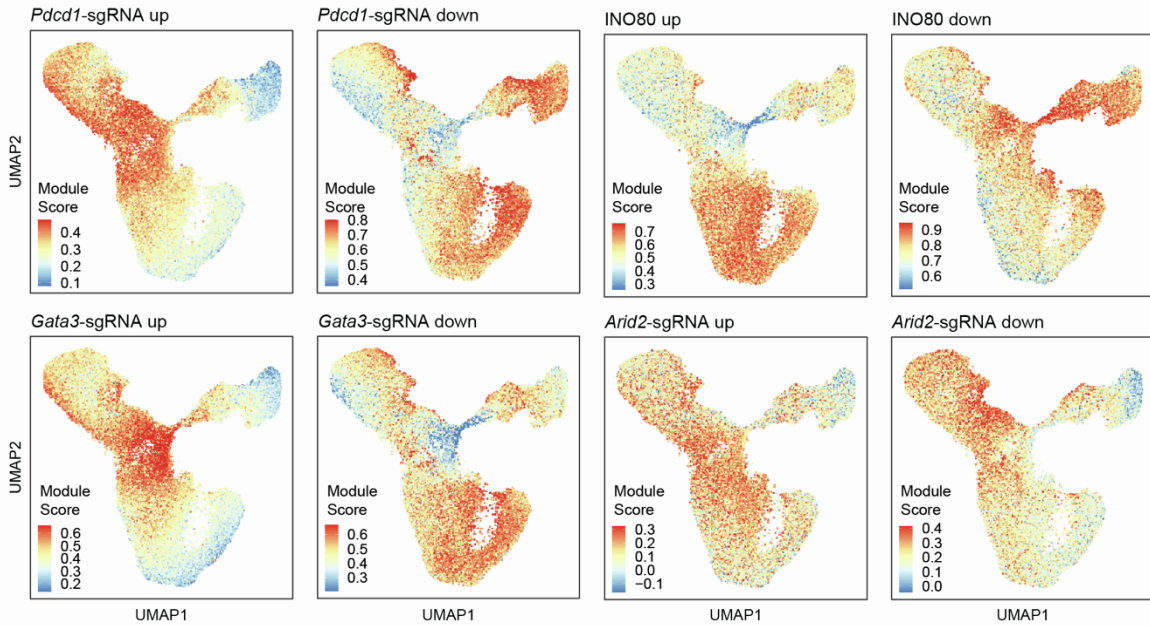 Pdcd1-sgRNA up
Pdcd1-sgRNA down
INO80 up
INO80 down
UMAP2
Module
Score
0.4
0.3
0.2
0.1
Module
Score
0.8
0.7
0.6
0.5
0.4
Module
Score
0.7
0.6
0.5
0.4
0.3
Module
Score
0.9
0.8
0.7
0.6
Gata3-sgRNA up
Gata3-sgRNA down
Arid2-sgRNA up
Arid2-sgRNA down
UMAP2
Module
Score
0.6
0.5
0.4
0.3
0.2
Module
Score
0.6
0.5
0.4
0.3
Module
Score
0.3
0.2
0.1
0.0
−0.1
Module
Score
0.4
0.3
0.2
0.1
0.0
UMAP1
UMAP1
UMAP1
UMAP1